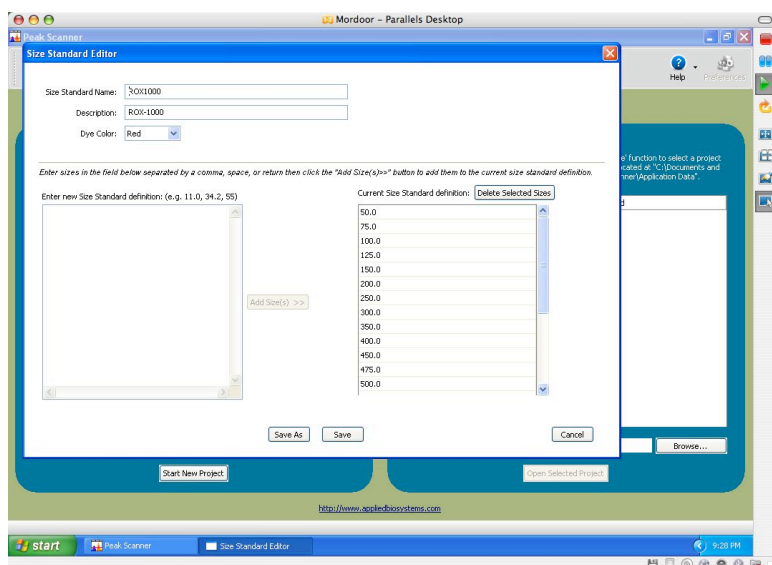 Mordoor - Parallels Desktop
Peak Scanner
Size Standard Editor
Help
Preferences
Size Standard Name: ROX1000
Description: ROX-1000
Dye Color: Red
e' function to select a project
ocated at "C:\Documents and
nner\Application Data".
d
Enter sizes in the field below separated by a comma, space, or return then click the "Add Size(s)>>" button to add them to the current size standard definition.
Enter new Size Standard definition: (e.g. 11.0, 34.2, 55)
Current Size Standard definition: Delete Selected Sizes
50.0
75.0
100.0
125.0
150.0
200.0
250.0
300.0
350.0
400.0
450.0
475.0
500.0
Add Size(s) >>
Save As Save Cancel
Browse...
Start New Project
Open Selected Project
http://www.appliedbiosystems.com
start Peak Scanner Size Standard Editor 9:28 PM